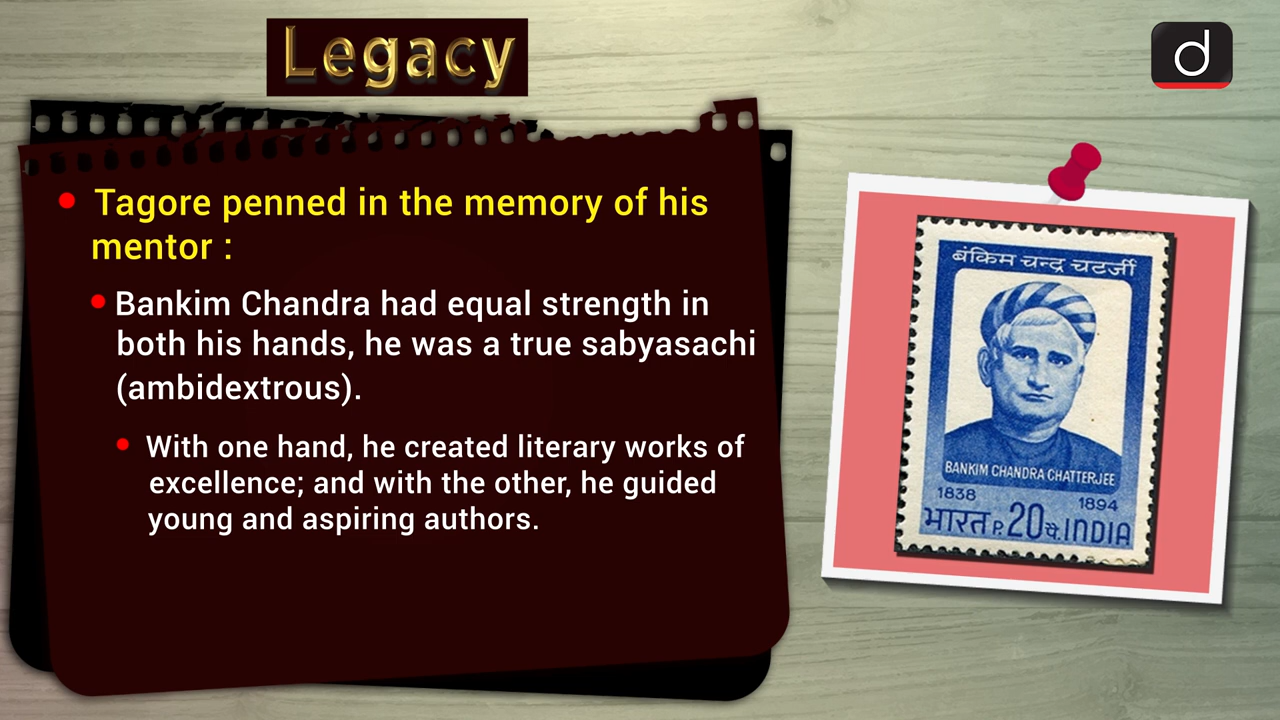 Legacy
d
Tagore penned in the memory of his
mentor :
Bankim Chandra had equal strength in
both his hands, he was a true sabyasachi
(ambidextrous).
With one hand, he created literary works of
excellence; and with the other, he guided
young and aspiring authors.
बंकिम चन्द्र चटर्जी
BANKIM CHANDRA CHATTERJEE
1838
1894
भारत P. 20 पै. INDIA